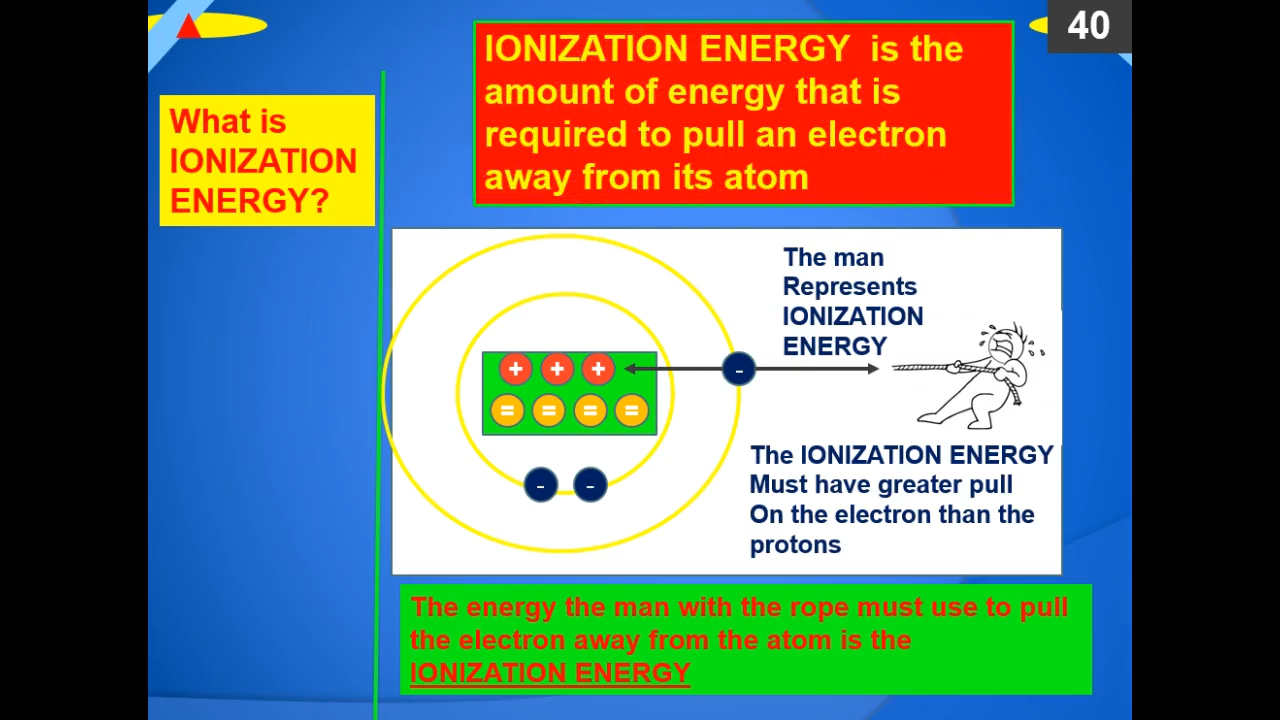 40
What is
IONIZATION
ENERGY?
IONIZATION ENERGY is the
amount of energy that is
required to pull an electron
away from its atom
The man
Represents
IONIZATION
ENERGY
+ + +
-
= = = =
- -
The IONIZATION ENERGY
Must have greater pull
On the electron than the
protons
The energy the man with the rope must use to pull
the electron away from the atom is the
IONIZATION ENERGY